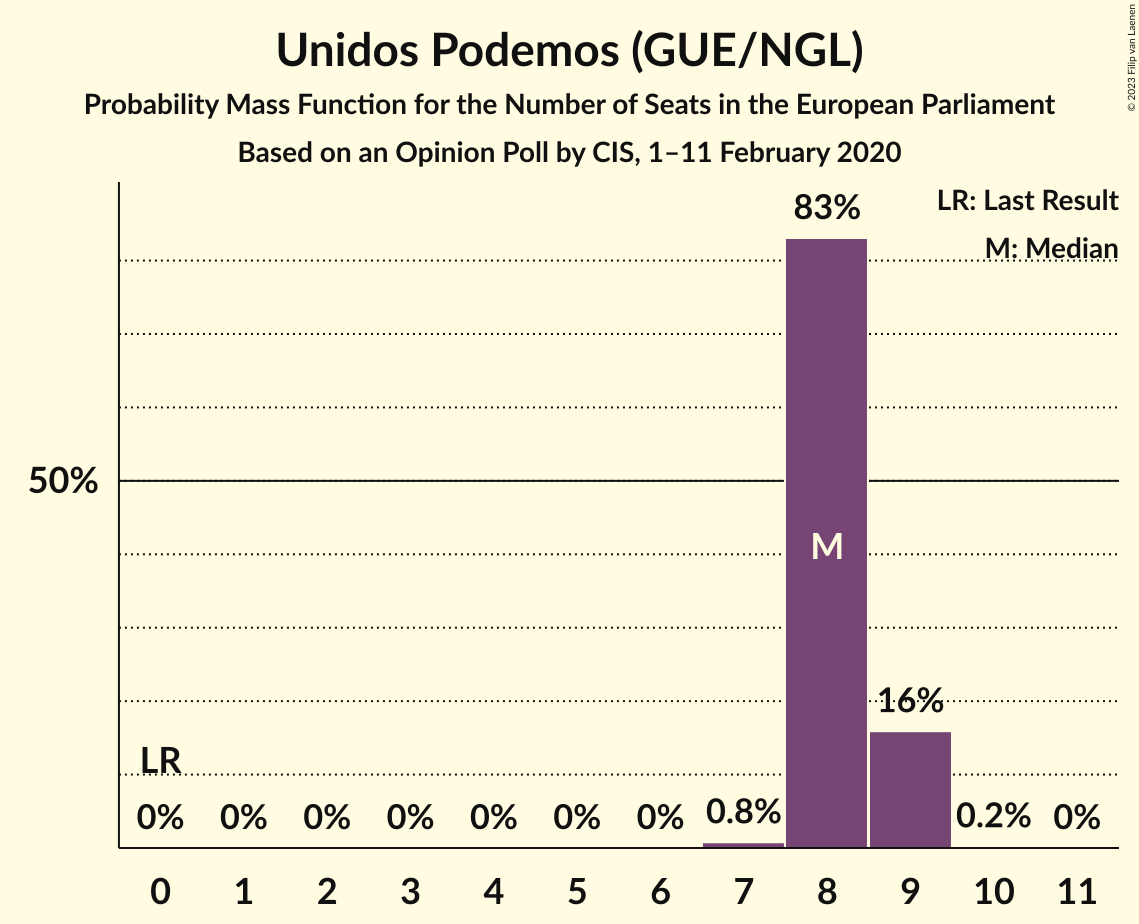 Unidos Podemos (GUE/NGL)
Probability Mass Function for the Number of Seats in the European Parliament
Based on an Opinion Poll by CIS, 1–11 February 2020
© 2023 Filip van Laenen
LR: Last Result
M: Median
83%
50%
M
16%
LR
0% 0% 0% 0% 0% 0% 0% 0.8% 0.2% 0%
0 1 2 3 4 5 6 7 8 9 10 11